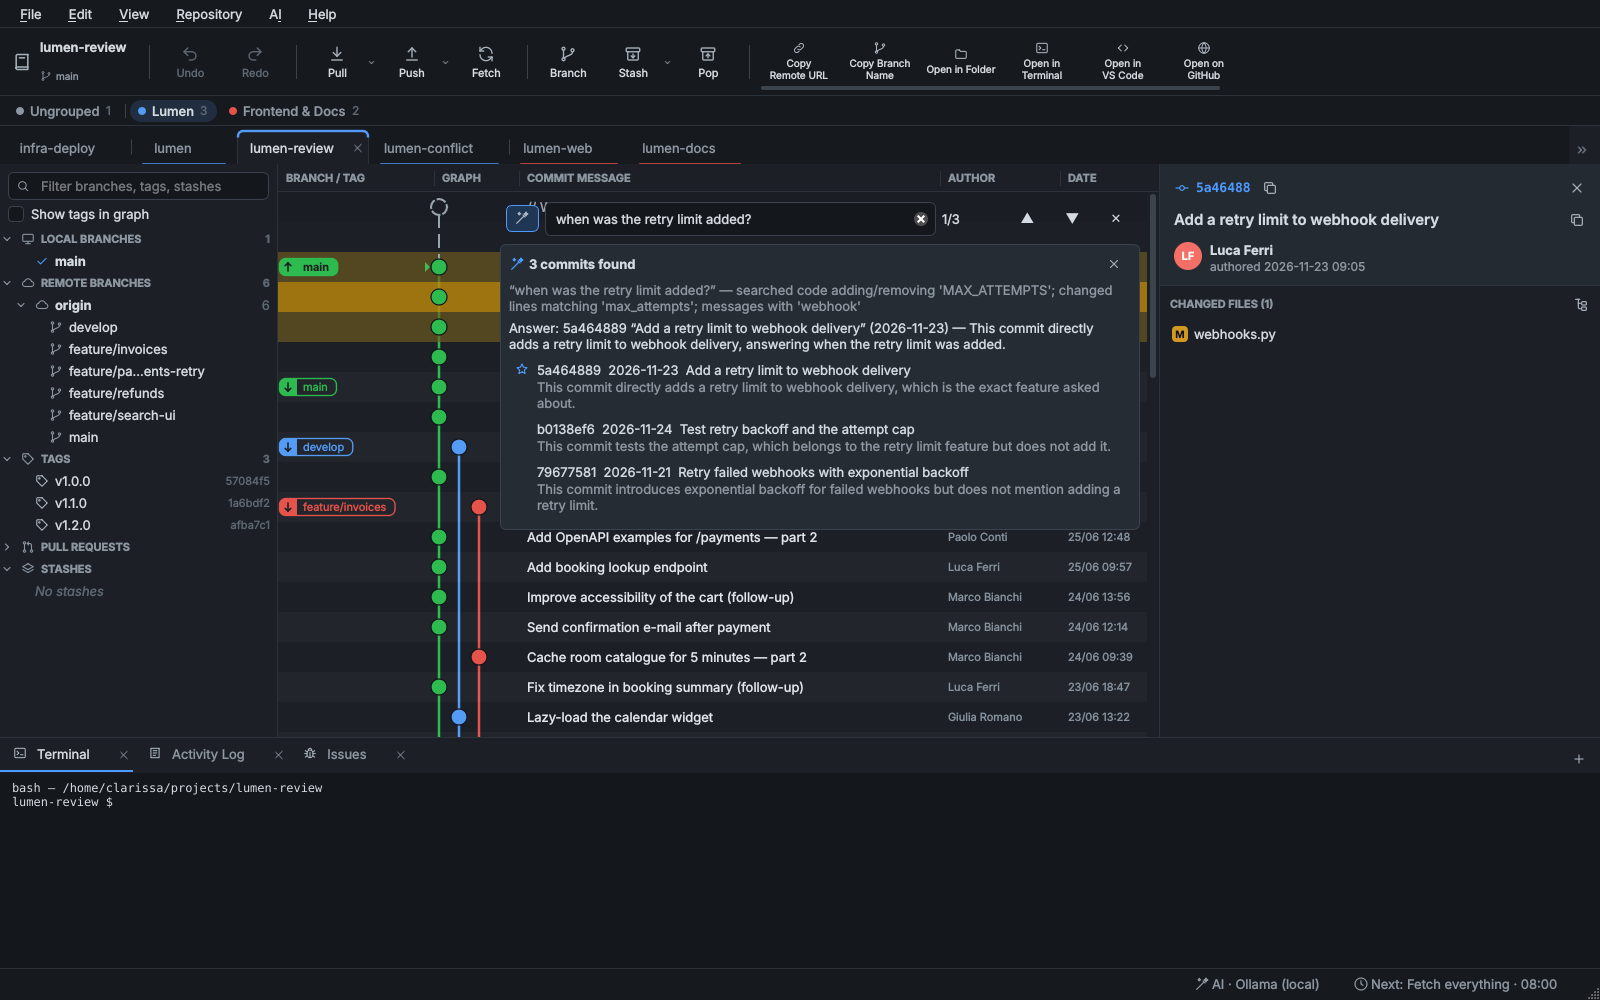 File Edit View Repository AI Help
lumen-review
main
Undo Redo Pull Push Fetch Branch Stash Pop
Copy Remote URL
Copy Branch Name
Open in Folder
Open in Terminal
Open in VS Code
Open on GitHub
Ungrouped 1 Lumen 3 Frontend & Docs 2
infra-deploy lumen lumen-review lumen-conflict lumen-web lumen-docs
Filter branches, tags, stashes
Show tags in graph
LOCAL BRANCHES 1
main
REMOTE BRANCHES 6
origin 6
develop
feature/invoices
feature/pa...ents-retry
feature/refunds
feature/search-ui
main
TAGS 3
v1.0.0 57084f5
v1.1.0 1a6bdf2
v1.2.0 afba7c1
PULL REQUESTS
STASHES
No stashes
BRANCH / TAG GRAPH COMMIT MESSAGE AUTHOR DATE
main
main
develop
feature/invoices
when was the retry limit added? 1/3
3 commits found
“when was the retry limit added?” — searched code adding/removing 'MAX_ATTEMPTS'; changed
lines matching 'max_attempts'; messages with 'webhook'
Answer: 5a464889 “Add a retry limit to webhook delivery” (2026-11-23) — This commit directly
adds a retry limit to webhook delivery, answering when the retry limit was added.
5a464889 2026-11-23 Add a retry limit to webhook delivery
This commit directly adds a retry limit to webhook delivery, which is the exact feature asked
about.
b0138ef6 2026-11-24 Test retry backoff and the attempt cap
This commit tests the attempt cap, which belongs to the retry limit feature but does not add it.
79677581 2026-11-21 Retry failed webhooks with exponential backoff
This commit introduces exponential backoff for failed webhooks but does not mention adding a
retry limit.
Add OpenAPI examples for /payments — part 2 Paolo Conti 25/06 12:48
Add booking lookup endpoint Luca Ferri 25/06 09:57
Improve accessibility of the cart (follow-up) Marco Bianchi 24/06 13:56
Send confirmation e-mail after payment Marco Bianchi 24/06 12:14
Cache room catalogue for 5 minutes — part 2 Marco Bianchi 24/06 09:39
Fix timezone in booking summary (follow-up) Luca Ferri 23/06 18:47
Lazy-load the calendar widget Giulia Romano 23/06 13:22
5a46488
Add a retry limit to webhook delivery
LF
Luca Ferri
authored 2026-11-23 09:05
CHANGED FILES (1)
M webhooks.py
Terminal Activity Log Issues
bash — /home/clarissa/projects/lumen-review
lumen-review $
AI · Ollama (local) Next: Fetch everything · 08:00